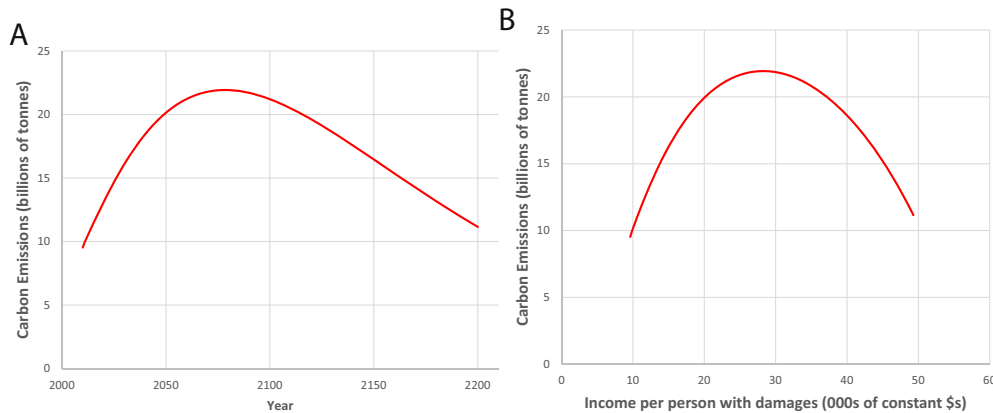 A
Carbon Emissions (billions of tonnes)
25
20
15
10
5
0
2000 2050 2100 2150 2200
Year
B
Carbon Emissions (billions of tonnes)
25
20
15
10
5
0
0 10 20 30 40 50 60
Income per person with damages (000s of constant $s)